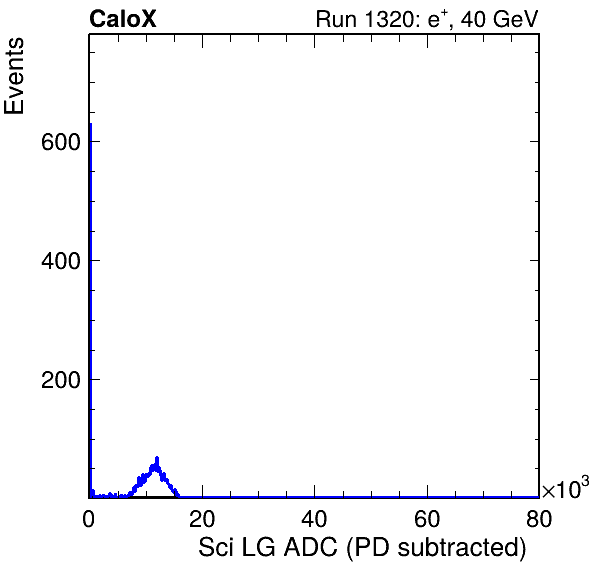 CaloX Run 1320: e⁺, 40 GeV
Events
600
400
200
0 20 40 60 80
×10³
Sci LG ADC (PD subtracted)